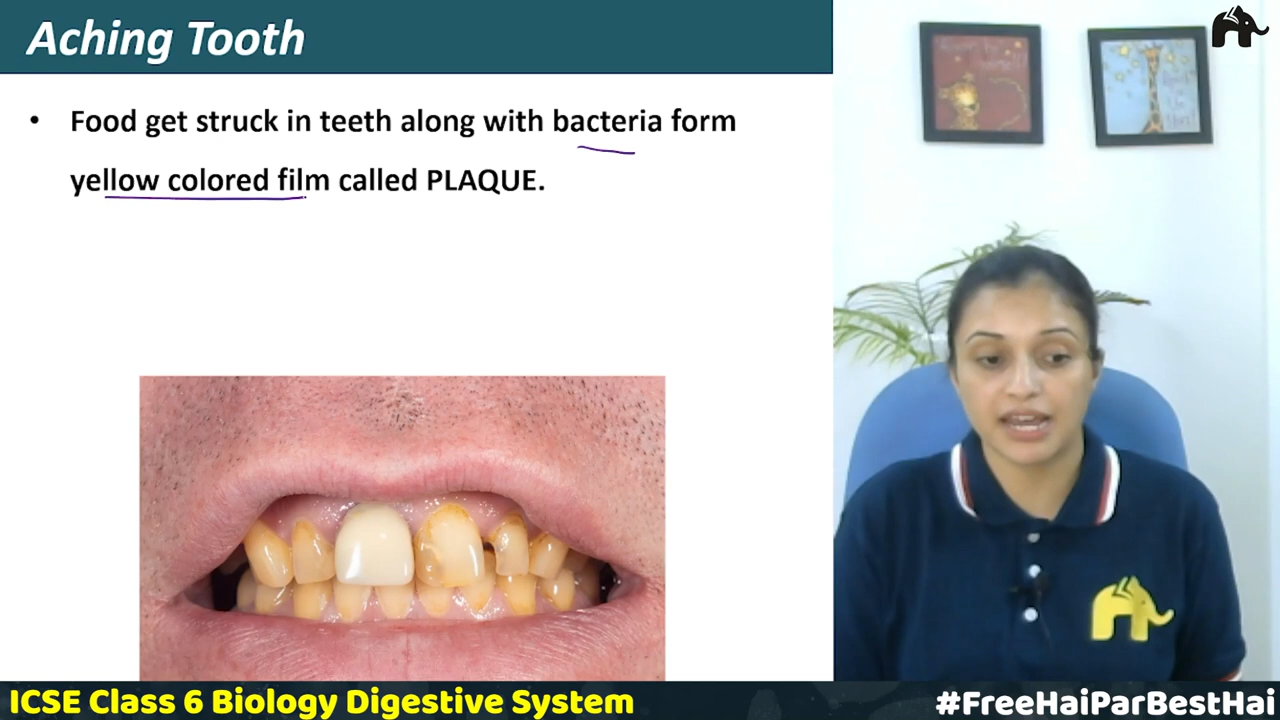 Aching Tooth
• Food get struck in teeth along with bacteria form
yellow colored film called PLAQUE.
ICSE Class 6 Biology Digestive System
#FreeHaiParBestHai